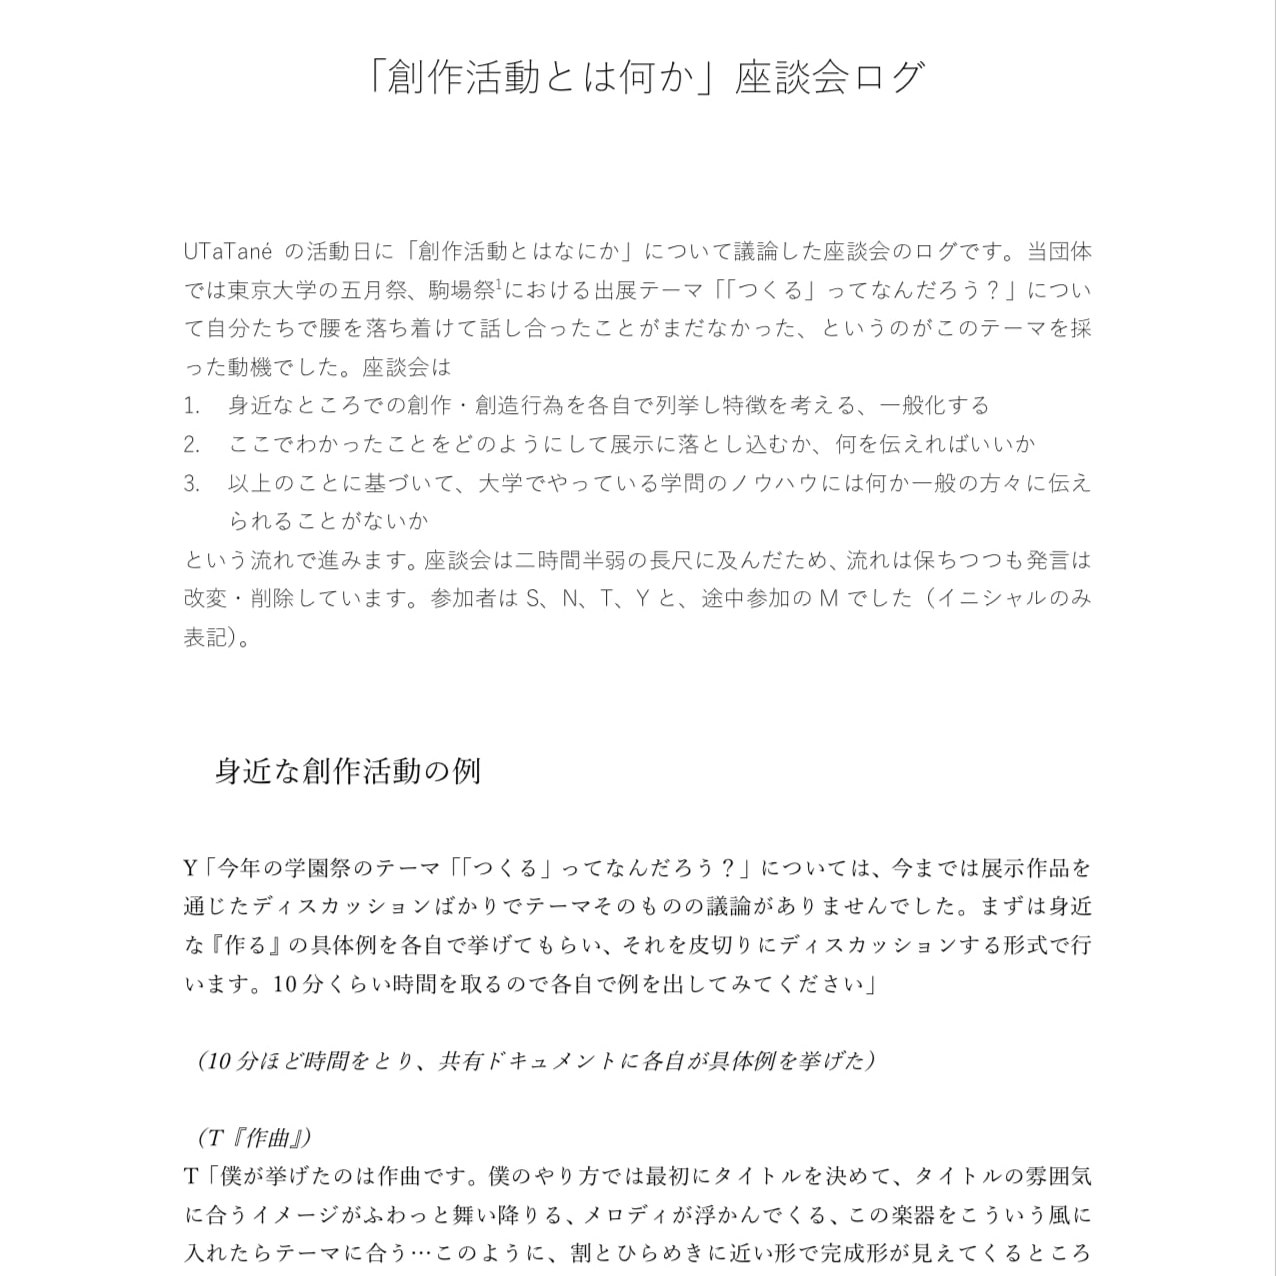 「創作活動とは何か」座談会ログ
UTaTané の活動日に「創作活動とはなにか」について議論した座談会のログです。当団体
では東京大学の五月祭、駒場祭1における出展テーマ「「つくる」ってなんだろう？」につい
て自分たちで腰を落ち着けて話し合ったことがまだなかった、というのがこのテーマを採
った動機でした。座談会は
1. 身近なところでの創作・創造行為を各自で列挙し特徴を考える、一般化する
2. ここでわかったことをどのようにして展示に落とし込むか、何を伝えればいいか
3. 以上のことに基づいて、大学でやっている学問のノウハウには何か一般の方々に伝え
られることがないか
という流れで進みます。座談会は二時間半弱の長尺に及んだため、流れは保ちつつも発言は
改変・削除しています。参加者は S、N、T、Y と、途中参加の M でした（イニシャルのみ
表記）。
身近な創作活動の例
Y「今年の学園祭のテーマ「「つくる」ってなんだろう？」については、今までは展示作品を
通じたディスカッションばかりでテーマそのものの議論がありませんでした。まずは身近
な『作る』の具体例を各自で挙げてもらい、それを皮切りにディスカッションする形式で行
います。10 分くらい時間を取るので各自で例を出してみてください」
（10 分ほど時間をとり、共有ドキュメントに各自が具体例を挙げた）
（T『作曲』）
T「僕が挙げたのは作曲です。僕のやり方では最初にタイトルを決めて、タイトルの雰囲気
に合うイメージがふわっと舞い降りる、メロディが浮かんでくる、この楽器をこういう風に
入れたらテーマに合う…このように、割とひらめきに近い形で完成形が見えてくるところ